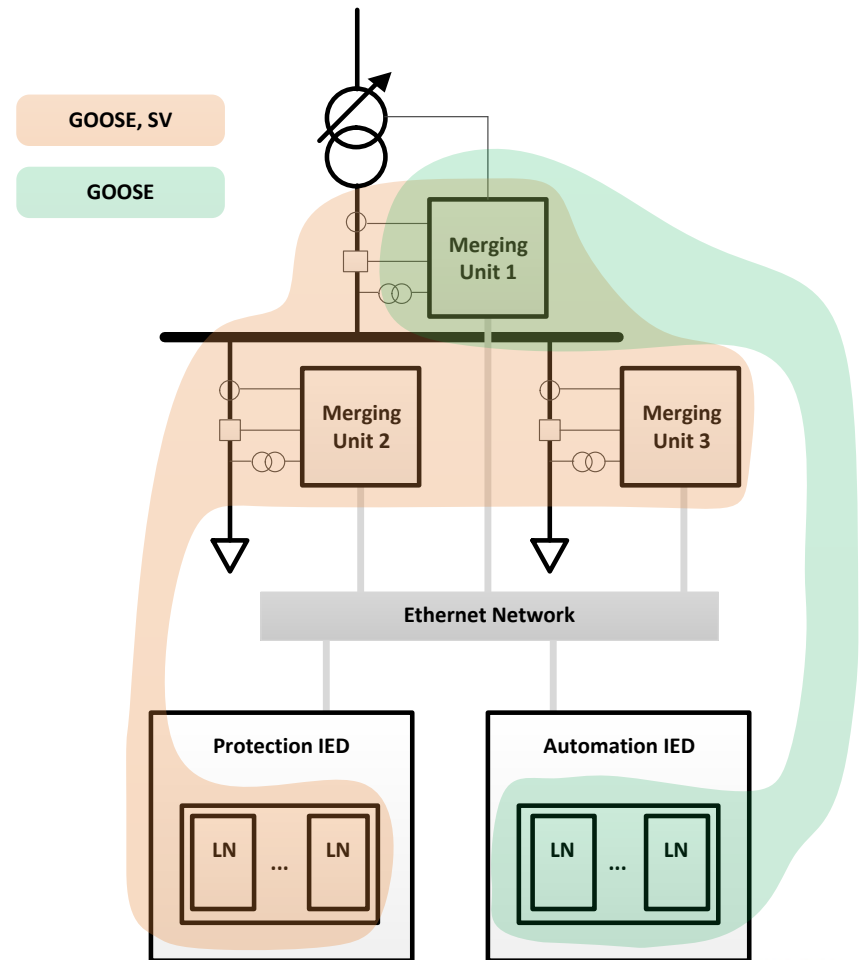 GOOSE, SV
GOOSE
Merging
Unit 1
Merging
Unit 2
Merging
Unit 3
Ethernet Network
Protection IED
Automation IED
LN
...
LN
LN
...
LN